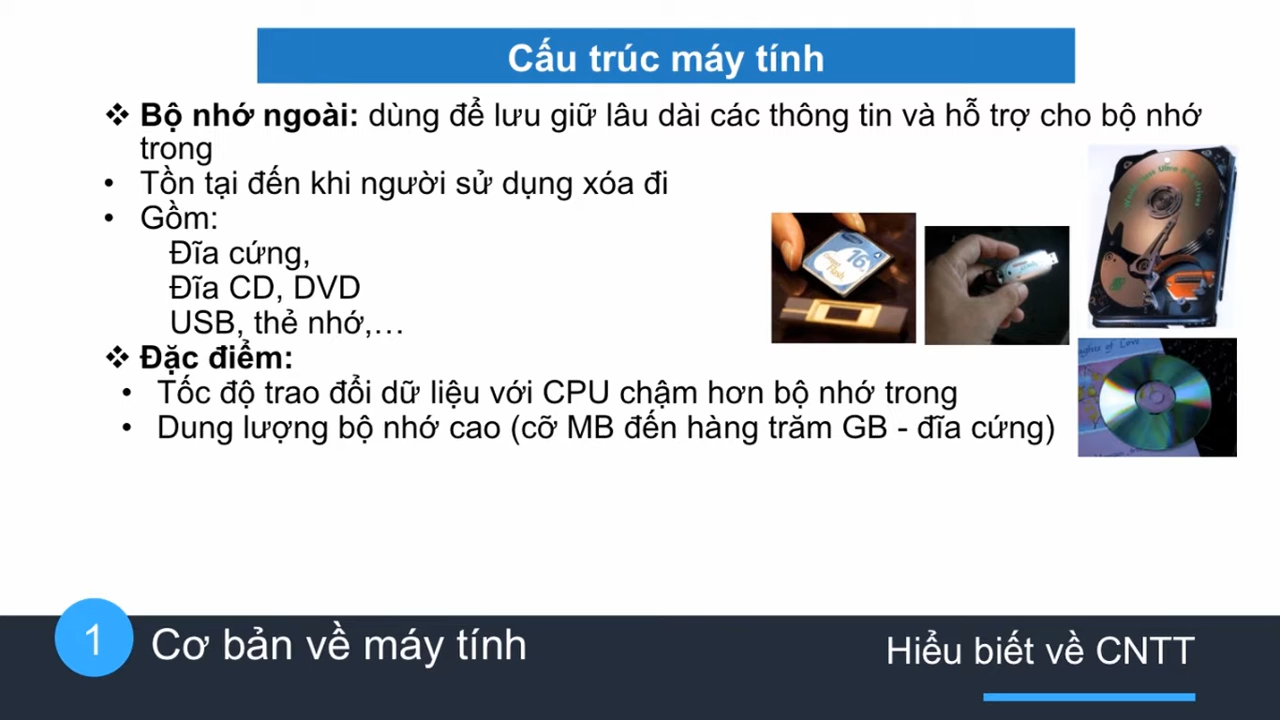 Cấu trúc máy tính
❖ Bộ nhớ ngoài: dùng để lưu giữ lâu dài các thông tin và hỗ trợ cho bộ nhớ
trong
• Tồn tại đến khi người sử dụng xóa đi
• Gồm:
Đĩa cứng,
Đĩa CD, DVD
USB, thẻ nhớ,…
❖ Đặc điểm:
• Tốc độ trao đổi dữ liệu với CPU chậm hơn bộ nhớ trong
• Dung lượng bộ nhớ cao (cỡ MB đến hàng trăm GB - đĩa cứng)
16
Flash
of Love
1
Cơ bản về máy tính
Hiểu biết về CNTT